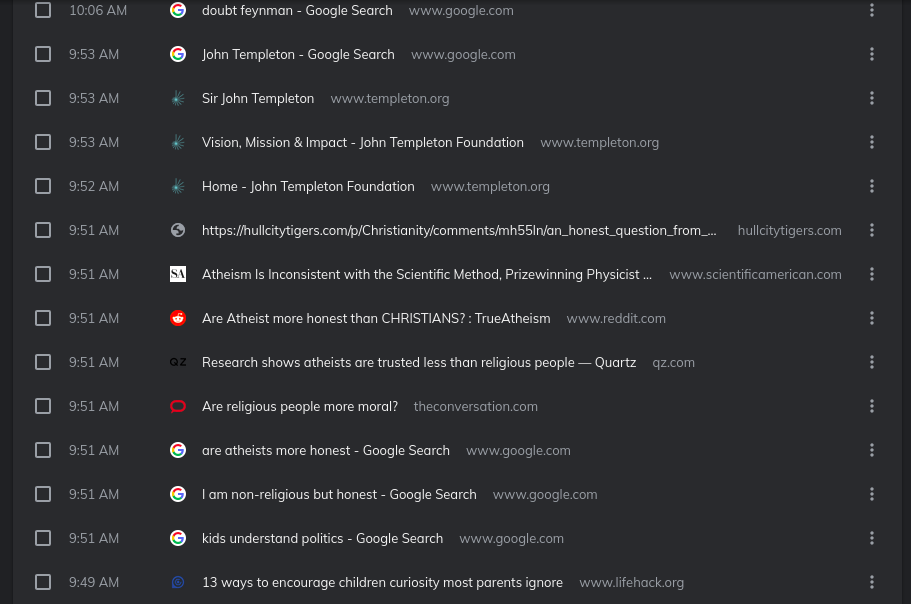 10:06 AM doubt feynman - Google Search www.google.com
9:53 AM John Templeton - Google Search www.google.com
9:53 AM Sir John Templeton www.templeton.org
9:53 AM Vision, Mission & Impact - John Templeton Foundation www.templeton.org
9:52 AM Home - John Templeton Foundation www.templeton.org
9:51 AM https://hullcitytigers.com/p/Christianity/comments/mh55ln/an_honest_question_from_... hullcitytigers.com
9:51 AM SA Atheism Is Inconsistent with the Scientific Method, Prizewinning Physicist ... www.scientificamerican.com
9:51 AM Are Atheist more honest than CHRISTIANS? : TrueAtheism www.reddit.com
9:51 AM QZ Research shows atheists are trusted less than religious people — Quartz qz.com
9:51 AM Are religious people more moral? theconversation.com
9:51 AM are atheists more honest - Google Search www.google.com
9:51 AM I am non-religious but honest - Google Search www.google.com
9:51 AM kids understand politics - Google Search www.google.com
9:49 AM 13 ways to encourage children curiosity most parents ignore www.lifehack.org